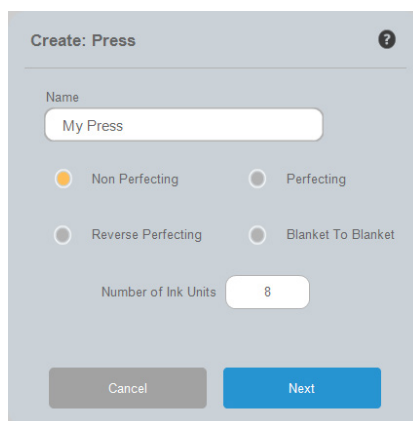 Create: Press
?
Name
My Press
Non Perfecting
Perfecting
Reverse Perfecting
Blanket To Blanket
Number of Ink Units
8
Cancel
Next